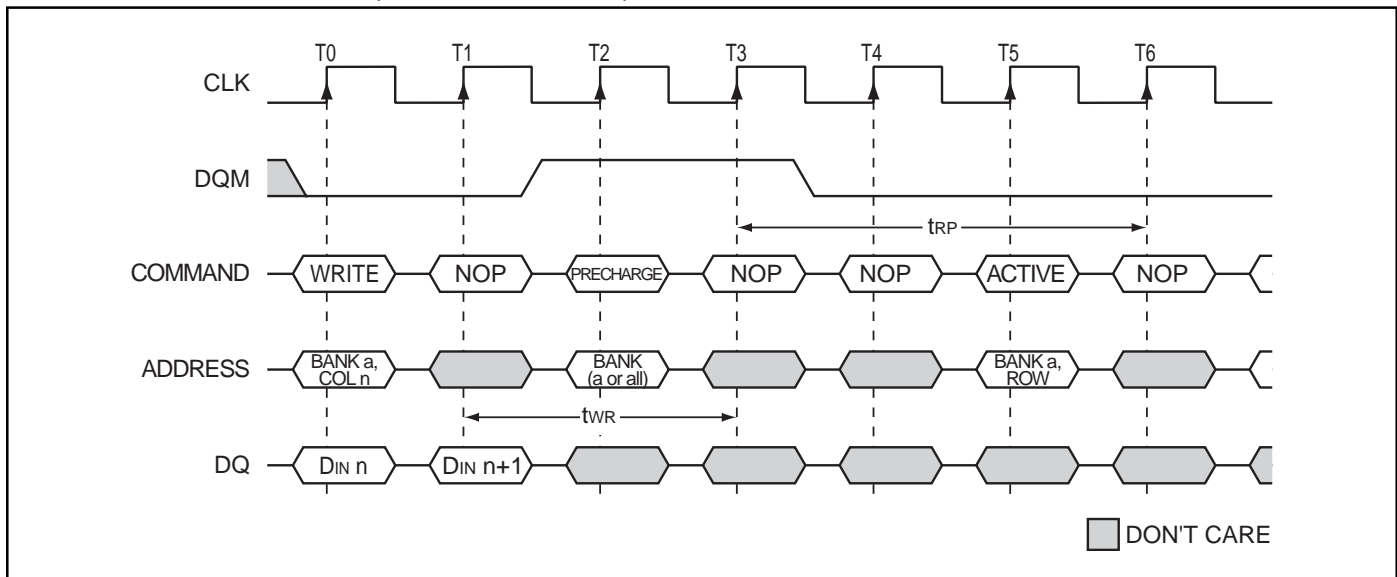 T0 T1 T2 T3 T4 T5 T6
CLK
DQM
tRP
COMMAND WRITE NOP PRECHARGE NOP NOP ACTIVE NOP
ADDRESS BANK a, COL n BANK (a or all) BANK a, ROW
tWR
DQ DIN n DIN n+1
DON'T CARE